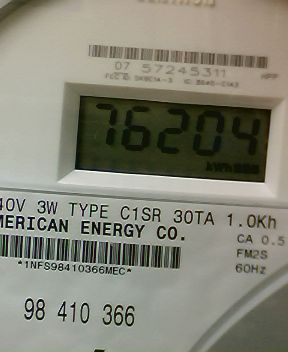 07 57245311
76204
kWh
40V 3W TYPE C1SR 30TA 1.0Kh
MERICAN ENERGY CO.
CA 0.5
*1NFS98410366MEC*
FM2S
60Hz
98 410 366